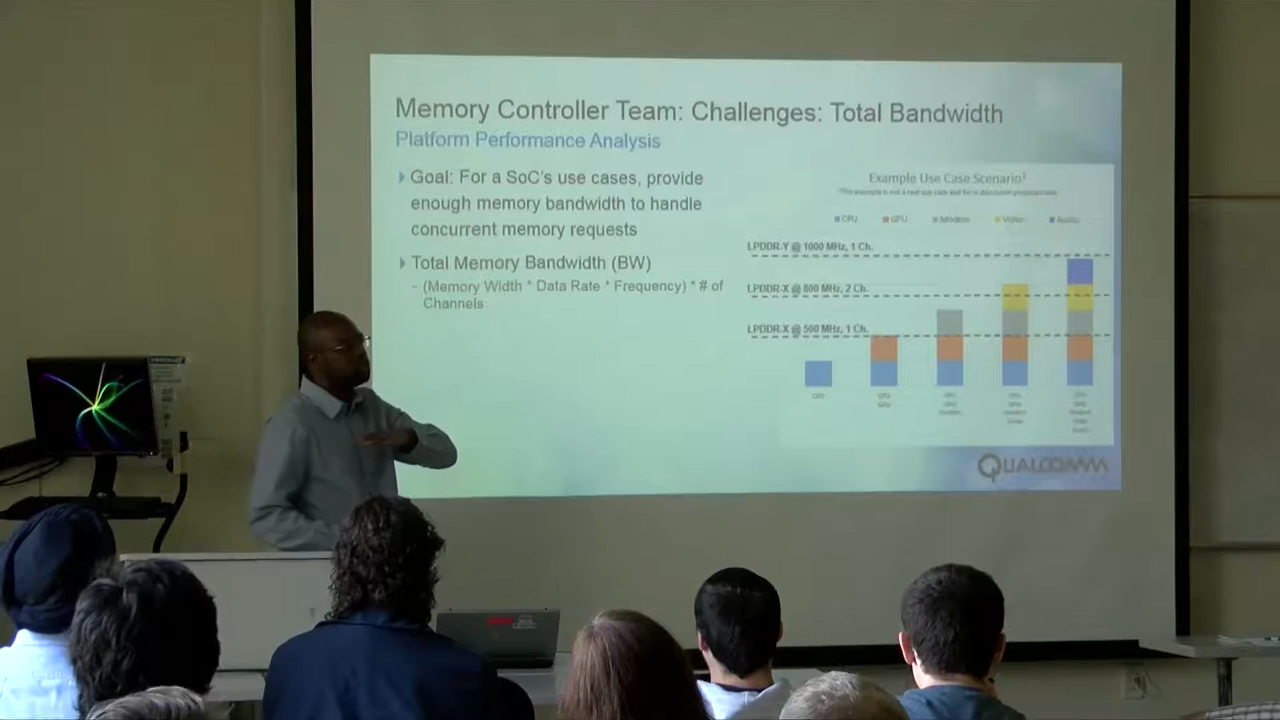 Memory Controller Team: Challenges: Total Bandwidth
Platform Performance Analysis
Goal: For a SoC's use cases, provide
enough memory bandwidth to handle
concurrent memory requests
Total Memory Bandwidth (BW)
- (Memory Width * Data Rate * Frequency) * # of
Channels
Example Use Case Scenario¹
CPU GPU Modem Video Audio
LPDDR-Y @ 1000 MHz, 1 Ch.
LPDDR-X @ 800 MHz, 2 Ch.
LPDDR-X @ 500 MHz, 1 Ch.
QUALCOMM